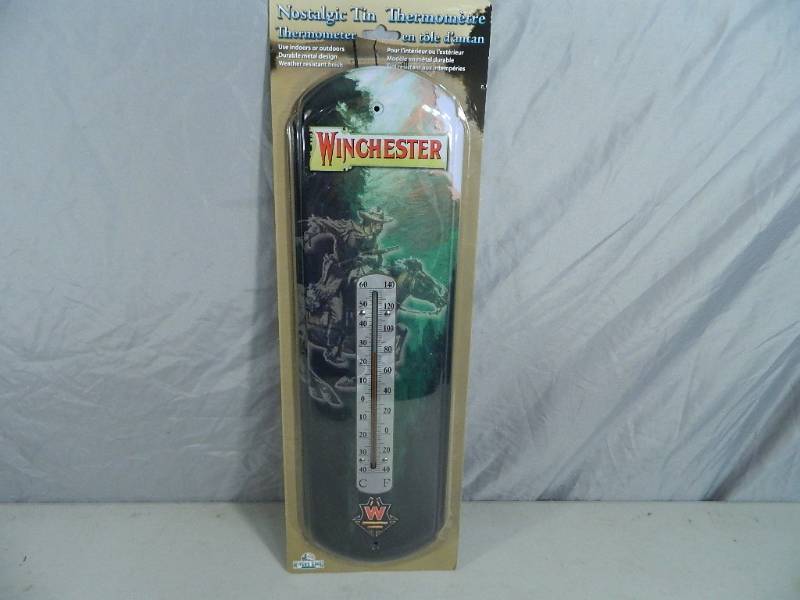 Nostalgic Tin Thermomètre
Thermometer en tôle d'antan
Use indoors or outdoors
Durable metal design
Weather resistant finish
Pour l'intérieur ou l'extérieur
Modèle en métal durable
aux intempéries
WINCHESTER
60 140
50 120
40 100
30 80
20 60
10 40
0 20
10 0
20
30 20
40 40
C F
W